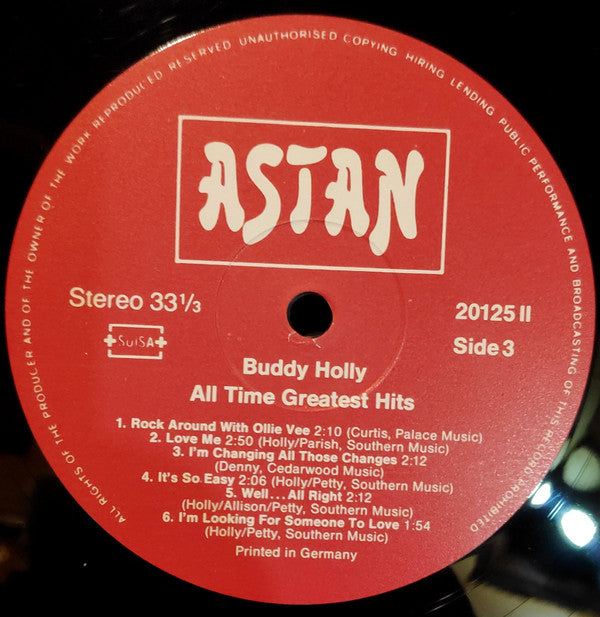 ALL RIGHTS OF THE PRODUCER AND OF THE OWNER OF THE WORK REPRODUCED RESERVED UNAUTHORISED COPYING HIRING LENDING PUBLIC PERFORMANCE AND BROADCASTING OF THIS RECORD PROHIBITED
ASTAN
Stereo 33 1/3
20125 II
SUISA
Side 3
Buddy Holly
All Time Greatest Hits
1. Rock Around With Ollie Vee 2:10 (Curtis, Palace Music)
2. Love Me 2:50 (Holly/Parish, Southern Music)
3. I'm Changing All Those Changes 2:12
(Denny, Cedarwood Music)
4. It's So Easy 2:06 (Holly/Petty, Southern Music)
5. Well...All Right 2:12
(Holly/Allison/Petty, Southern Music)
6. I'm Looking For Someone To Love 1:54
(Holly/Petty, Southern Music)
Printed in Germany